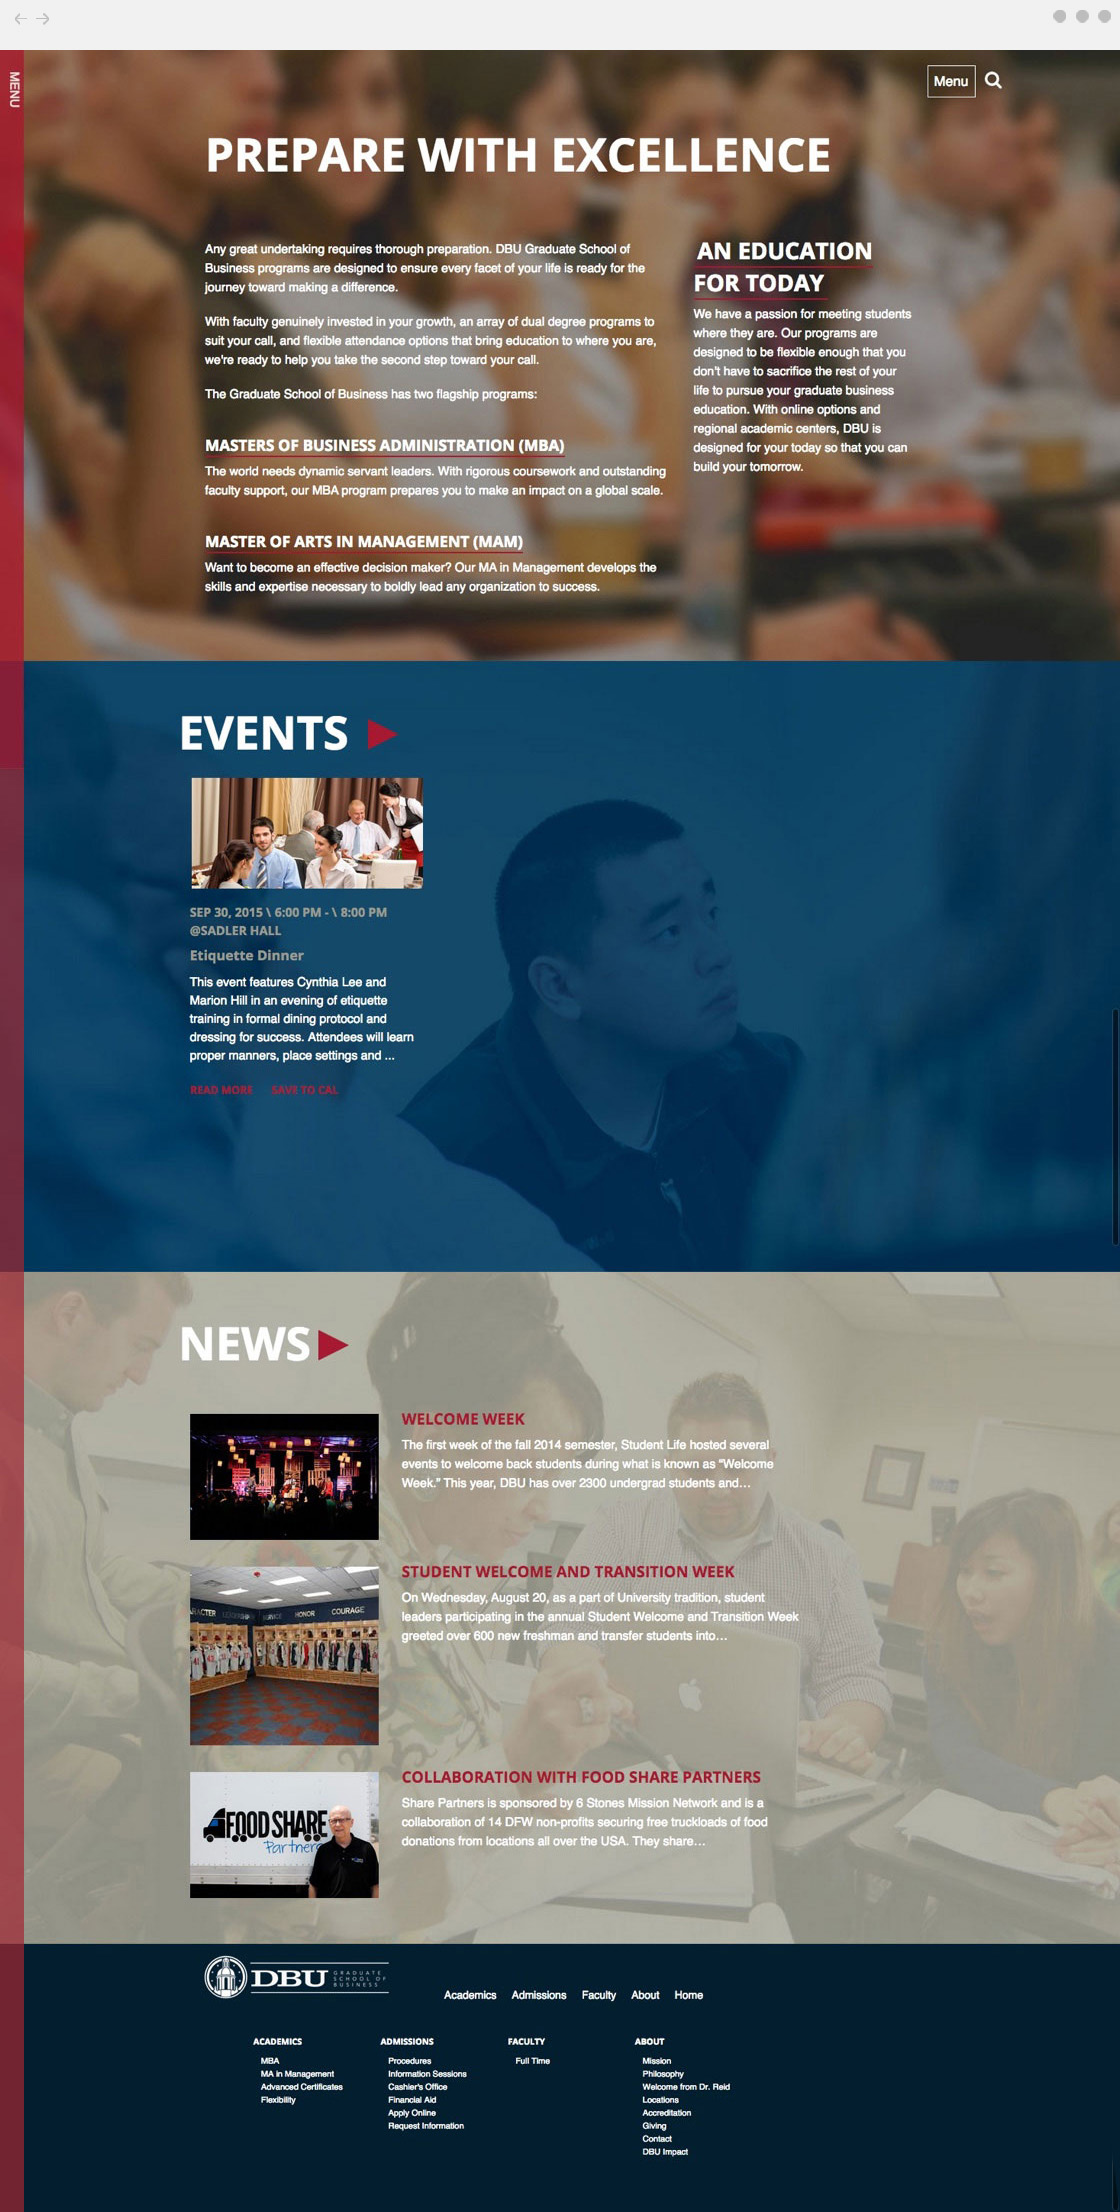 MENU
Menu
PREPARE WITH EXCELLENCE
Any great undertaking requires thorough preparation. DBU Graduate School of
Business programs are designed to ensure every facet of your life is ready for the
journey toward making a difference.
With faculty genuinely invested in your growth, an array of dual degree programs to
suit your call, and flexible attendance options that bring education to where you are,
we're ready to help you take the second step toward your call.
The Graduate School of Business has two flagship programs:
MASTERS OF BUSINESS ADMINISTRATION (MBA)
The world needs dynamic servant leaders. With rigorous coursework and outstanding
faculty support, our MBA program prepares you to make an impact on a global scale.
MASTER OF ARTS IN MANAGEMENT (MAM)
Want to become an effective decision maker? Our MA in Management develops the
skills and expertise necessary to boldly lead any organization to success.
AN EDUCATION
FOR TODAY
We have a passion for meeting students
where they are. Our programs are
designed to be flexible enough that you
don't have to sacrifice the rest of your
life to pursue your graduate business
education. With online options and
regional academic centers, DBU is
designed for your today so that you can
build your tomorrow.
EVENTS
SEP 30, 2015 \ 6:00 PM - \ 8:00 PM
@SADLER HALL
Etiquette Dinner
This event features Cynthia Lee and
Marion Hill in an evening of etiquette
training in formal dining protocol and
dressing for success. Attendees will learn
proper manners, place settings and ...
READ MORE SAVE TO CAL
NEWS
WELCOME WEEK
The first week of the fall 2014 semester, Student Life hosted several
events to welcome back students during what is known as “Welcome
Week.” This year, DBU has over 2300 undergrad students and…
RACTER LEADERSHIP SERVICE HONOR COURAGE
STUDENT WELCOME AND TRANSITION WEEK
On Wednesday, August 20, as a part of University tradition, student
leaders participating in the annual Student Welcome and Transition Week
greeted over 600 new freshman and transfer students into…
FOOD SHARE
Partners
COLLABORATION WITH FOOD SHARE PARTNERS
Share Partners is sponsored by 6 Stones Mission Network and is a
collaboration of 14 DFW non-profits securing free truckloads of food
donations from locations all over the USA. They share…
DBU GRADUATE SCHOOL OF BUSINESS
Academics Admissions Faculty About Home
ACADEMICS
MBA
MA in Management
Advanced Certificates
Flexibility
ADMISSIONS
Procedures
Information Sessions
Cashier's Office
Financial Aid
Apply Online
Request Information
FACULTY
Full Time
ABOUT
Mission
Philosophy
Welcome from Dr. Reid
Locations
Accreditation
Giving
Contact
DBU Impact